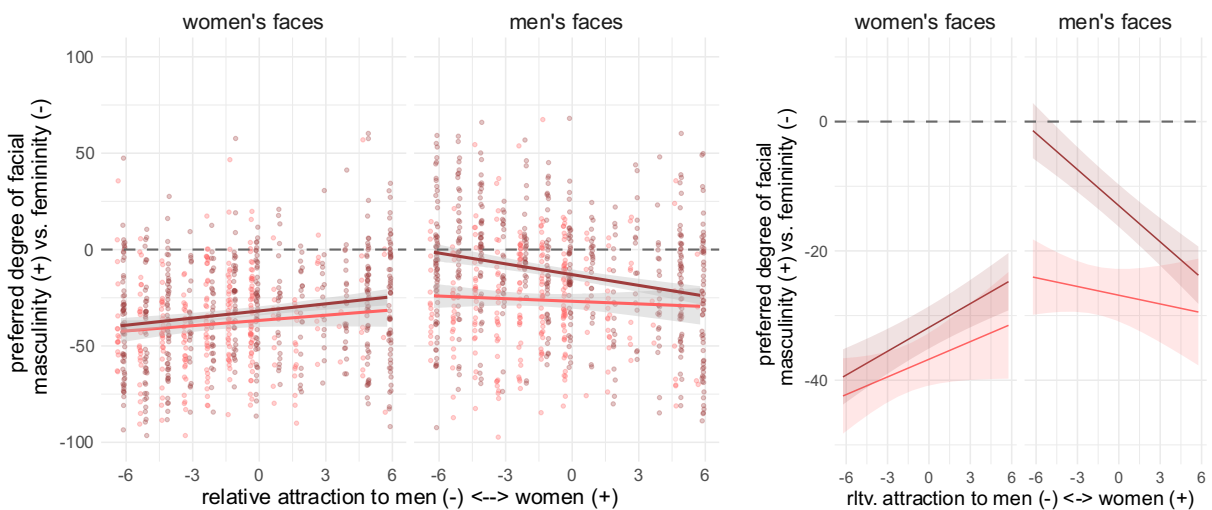 women's faces
men's faces
preferred degree of facial
masculinity (+) vs. femininity (-)
100
50
0
-50
-100
-6
-3
0
3
6
-6
-3
0
3
6
relative attraction to men (-) <--> women (+)
women's faces
men's faces
preferred degree of facial
masculinity (+) vs. femininity (-)
0
-20
-40
-6
-3
0
3
6
-6
-3
0
3
6
rltv. attraction to men (-) <-> women (+)